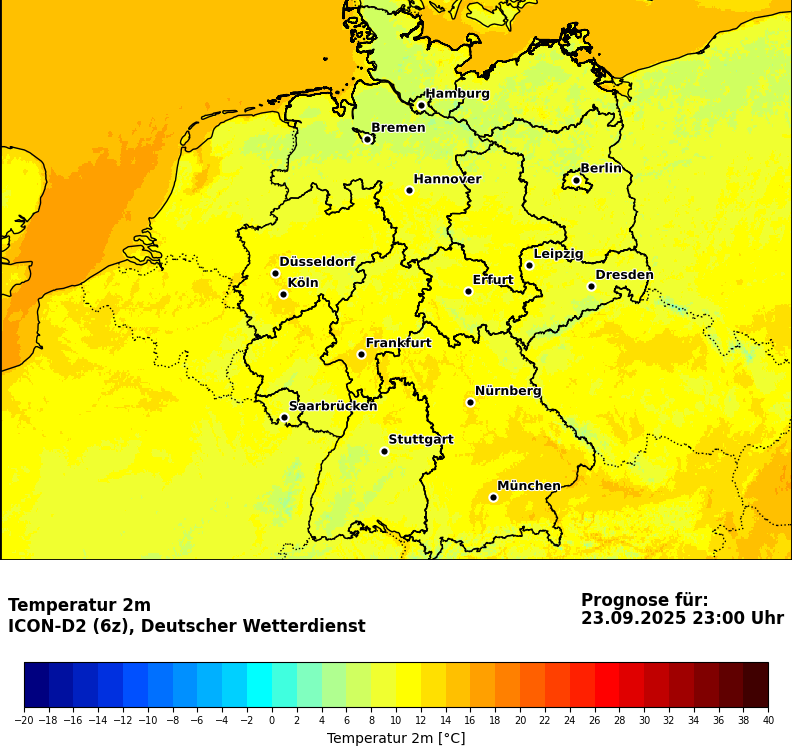 Hamburg
Bremen
Berlin
Hannover
Leipzig
Düsseldorf
Dresden
Köln
Erfurt
Frankfurt
Nürnberg
Saarbrücken
Stuttgart
München
Temperatur 2m
ICON-D2 (6z), Deutscher Wetterdienst
Prognose für:
23.09.2025 23:00 Uhr
−20 −18 −16 −14 −12 −10 −8 −6 −4 −2 0 2 4 6 8 10 12 14 16 18 20 22 24 26 28 30 32 34 36 38 40
Temperatur 2m [°C]